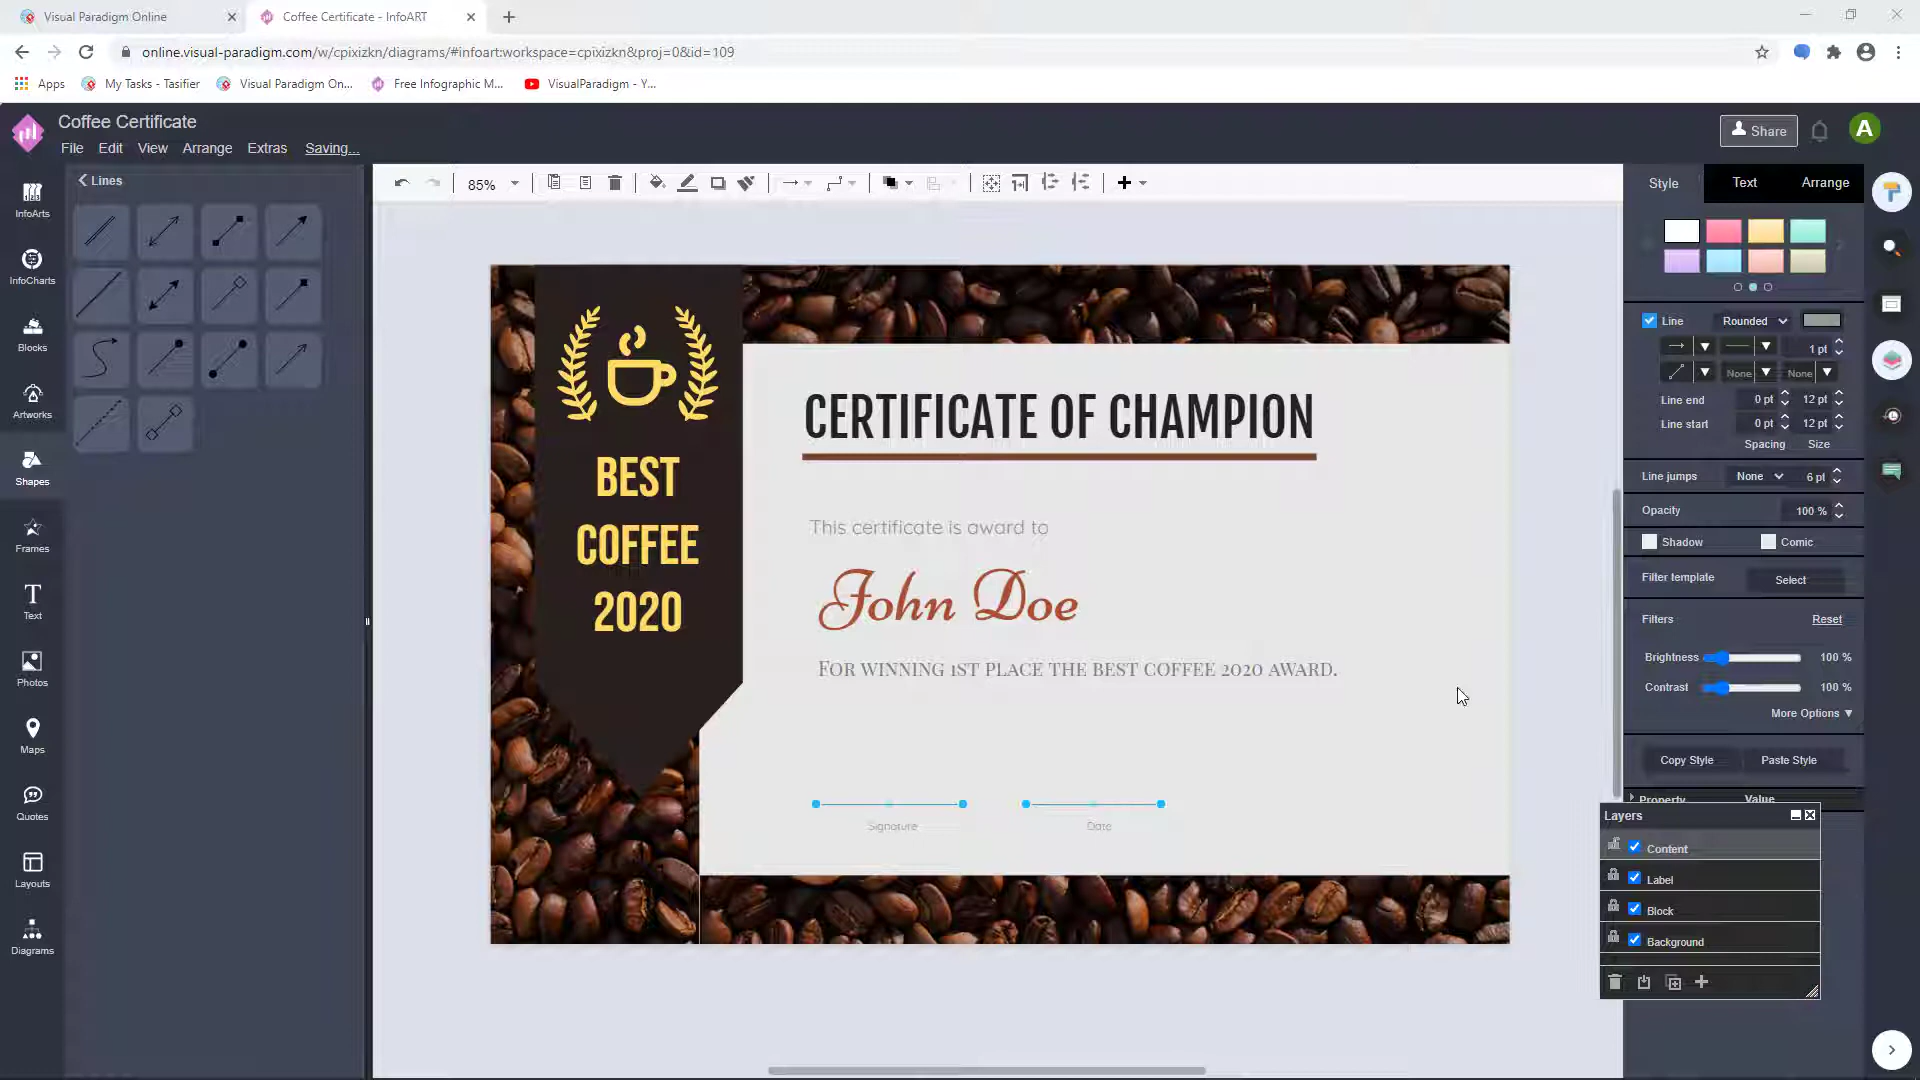 Visual Paradigm Online
Coffee Certificate - InfoART
online.visual-paradigm.com/w/cpixizkn/diagrams/#infoart:workspace=cpixizkn&proj=0&id=109
Apps
My Tasks - Tasifier
Visual Paradigm On...
Free Infographic M...
VisualParadigm - Y...
Coffee Certificate
File Edit View Arrange Extras Saving...
Share
A
Lines
85%
Style Text Arrange
InfoArts
InfoCharts
Blocks
Artworks
Shapes
Frames
Text
Photos
Maps
Quotes
Layouts
Diagrams
BEST
COFFEE
2020
CERTIFICATE OF CHAMPION
This certificate is award to
John Doe
For winning 1st place the best coffee 2020 award.
Signature
Date
Line Rounded
1 pt
None None
Line end 0 pt 12 pt
Line start 0 pt 12 pt
Spacing Size
Line jumps None 6 pt
Opacity 100 %
Shadow Comic
Filter template Select
Filters Reset
Brightness 100 %
Contrast 100 %
More Options
Copy Style Paste Style
Property Value
Layers
Content
Label
Block
Background